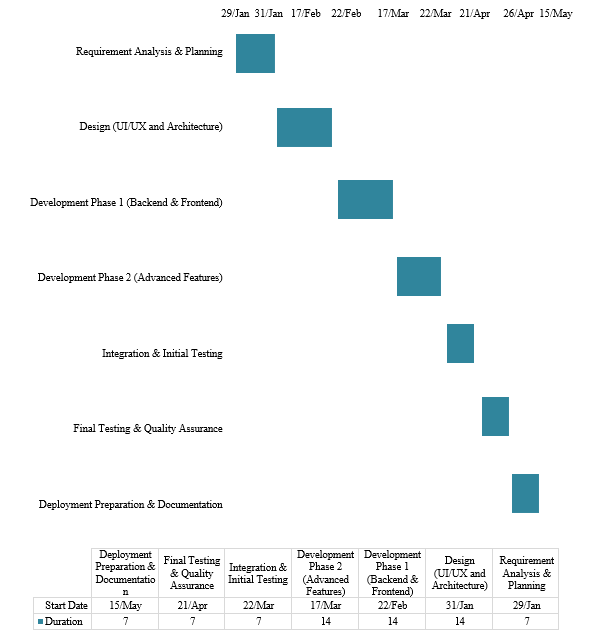 29/Jan 31/Jan 17/Feb 22/Feb 17/Mar 22/Mar 21/Apr 26/Apr 15/May
Requirement Analysis & Planning
Design (UI/UX and Architecture)
Development Phase 1 (Backend & Frontend)
Development Phase 2 (Advanced Features)
Integration & Initial Testing
Final Testing & Quality Assurance
Deployment Preparation & Documentation
Deployment
Preparation &
Documentatio
n
Final Testing
& Quality
Assurance
Integration &
Initial Testing
Development
Phase 2
(Advanced
Features)
Development
Phase 1
(Backend &
Frontend)
Design
(UI/UX and
Architecture)
Requirement
Analysis &
Planning
Start Date 15/May 21/Apr 22/Mar 17/Mar 22/Feb 31/Jan 29/Jan
Duration 7 7 7 14 14 14 7